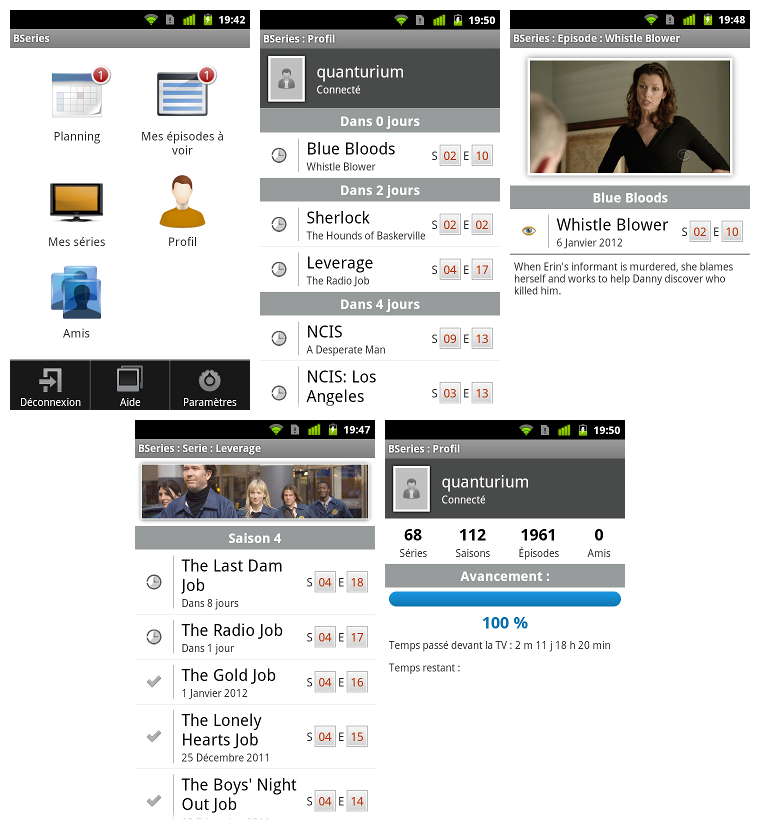 19:42
BSeries
1
1
Planning
Mes épisodes à
voir
Mes séries
Profil
Amis
Déconnexion
Aide
Paramètres
19:50
BSeries : Profil
quanturium
Connecté
Dans 0 jours
Blue Bloods
Whistle Blower
S 02 E 10
Dans 2 jours
Sherlock
The Hounds of Baskerville
S 02 E 02
Leverage
The Radio Job
S 04 E 17
Dans 4 jours
NCIS
A Desperate Man
S 09 E 13
NCIS: Los
Angeles
S 03 E 13
19:48
BSeries : Episode : Whistle Blower
Blue Bloods
Whistle Blower
6 Janvier 2012
S 02 E 10
When Erin's informant is murdered, she blames
herself and works to help Danny discover who
killed him.
19:47
BSeries : Serie : Leverage
Saison 4
The Last Dam
Job
Dans 8 jours
S 04 E 18
The Radio Job
Dans 1 jour
S 04 E 17
The Gold Job
1 Janvier 2012
S 04 E 16
The Lonely
Hearts Job
25 Décembre 2011
S 04 E 15
The Boys' Night
Out Job
S 04 E 14
19:50
BSeries : Profil
quanturium
Connecté
68 112 1961 0
Séries Saisons Épisodes Amis
Avancement :
100 %
Temps passé devant la TV : 2 m 11 j 18 h 20 min
Temps restant :